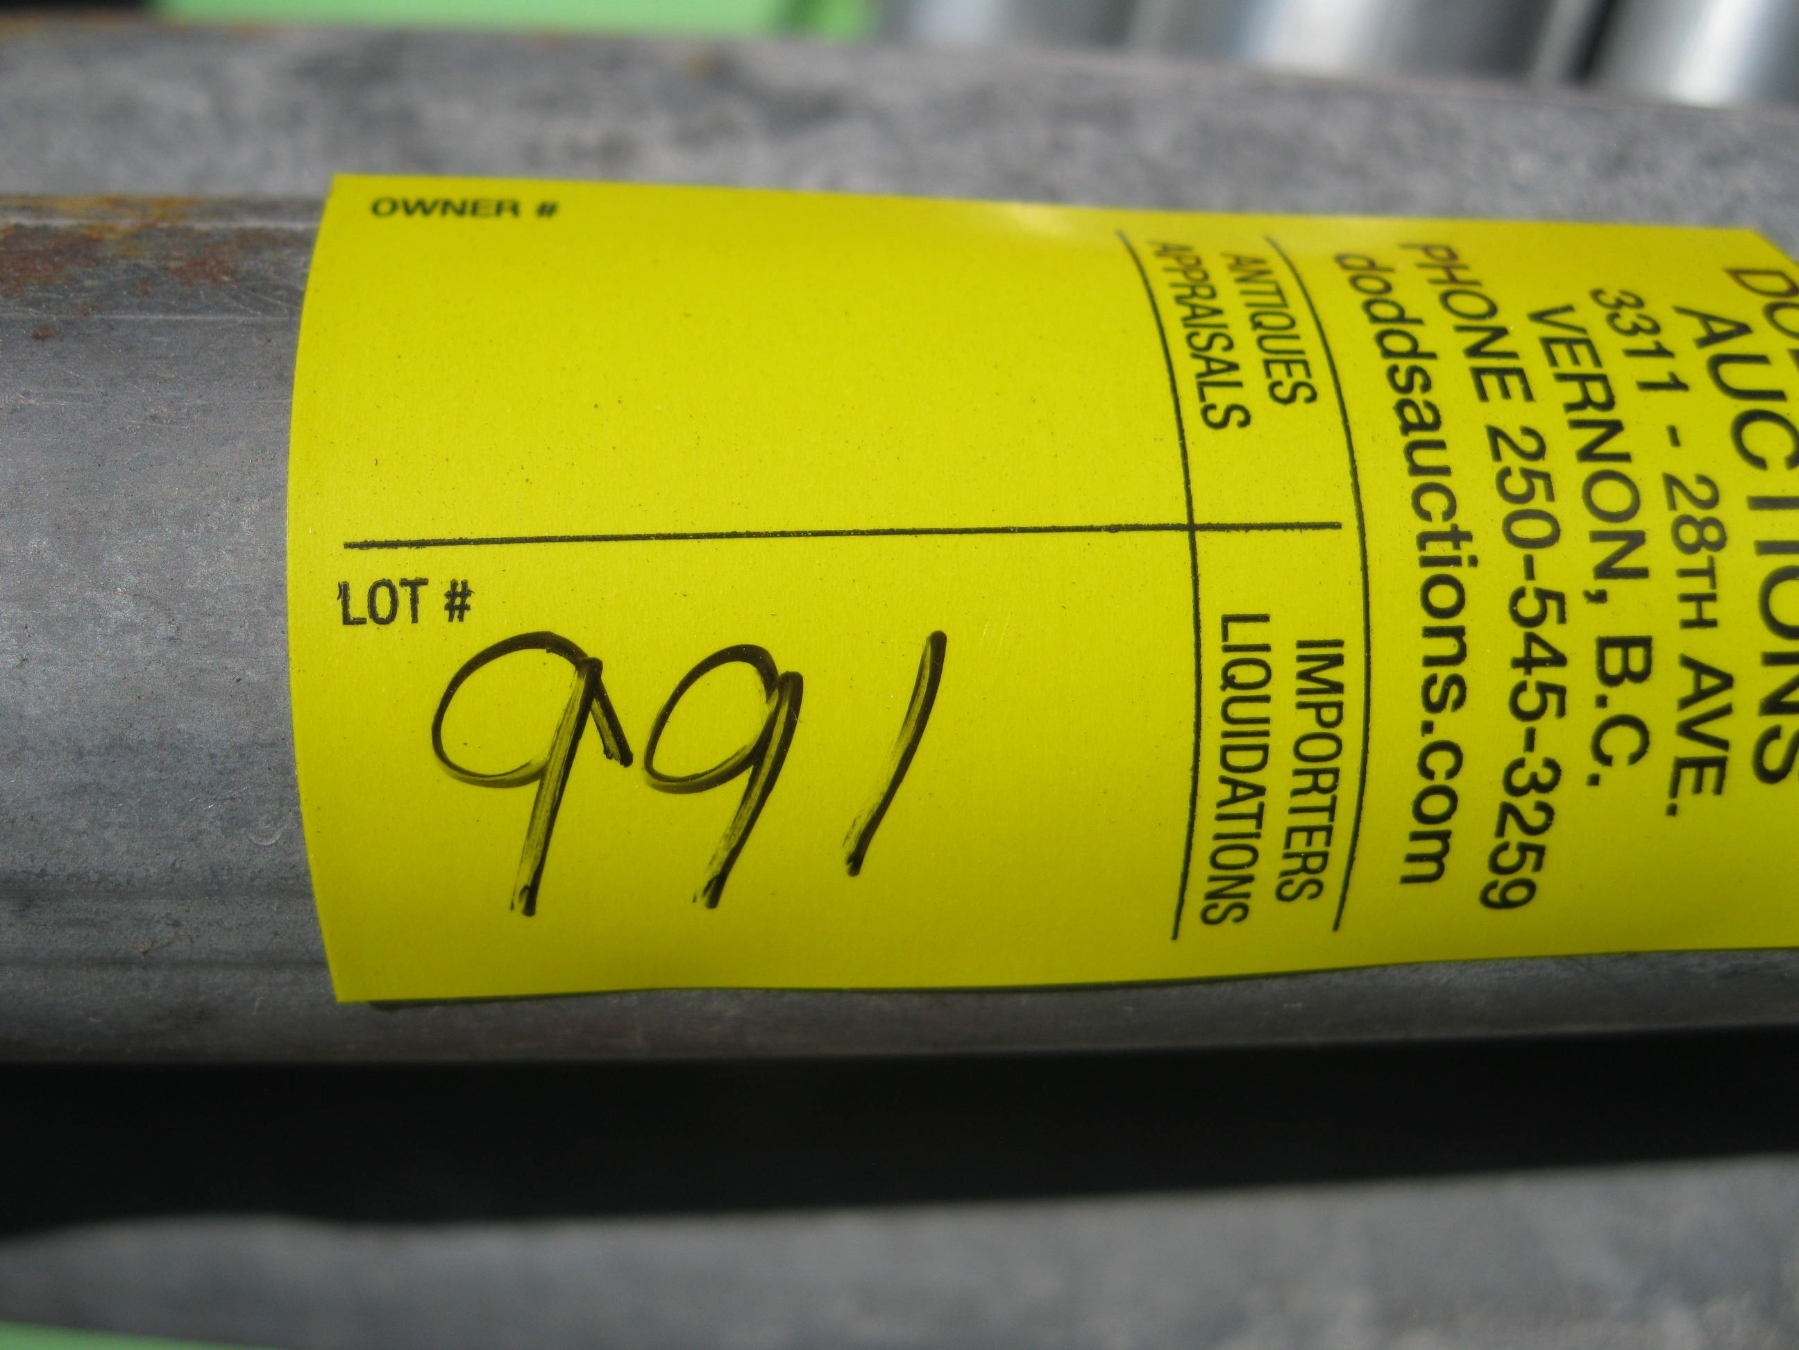 OWNER #
LOT #
991
AUCTIONS
3311 - 28TH AVE.
VERNON, B.C.
PHONE 250-545-3259
doddsauctions.com
ANTIQUES
APPRAISALS
IMPORTERS
LIQUIDATIONS